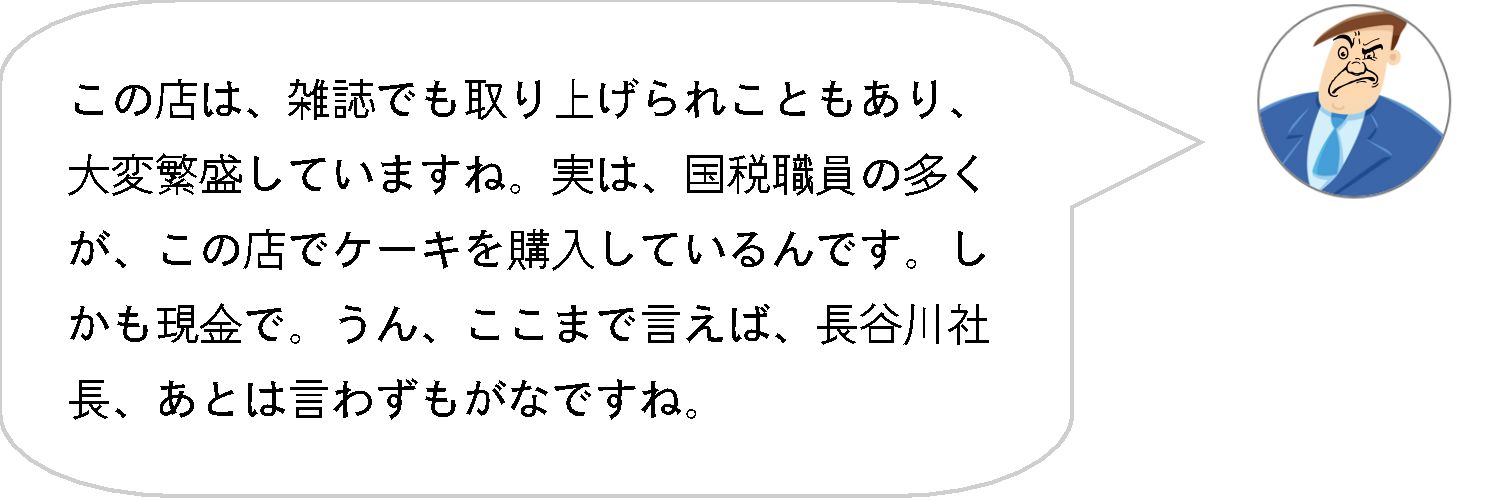 この店は、雑誌でも取り上げられこともあり、
大変繁盛していますね。実は、国税職員の多く
が、この店でケーキを購入しているんです。し
かも現金で。うん、ここまで言えば、長谷川社
長、あとは言わずもがなですね。